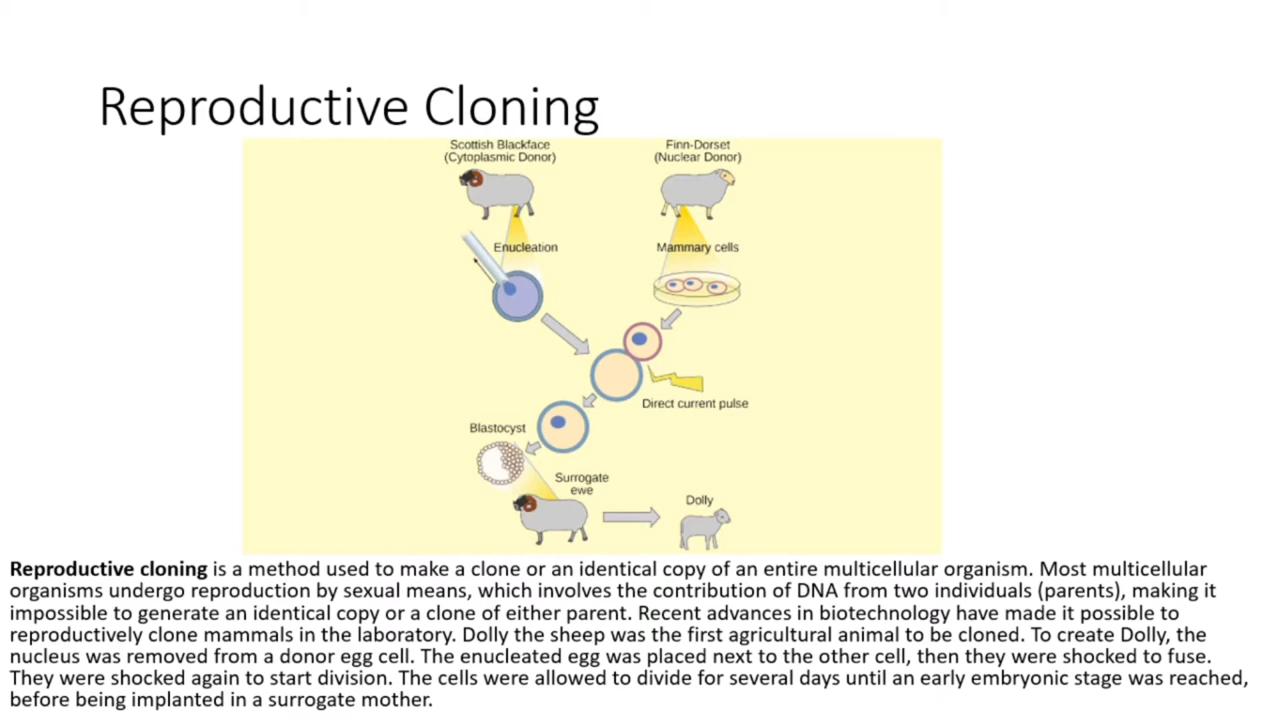 Reproductive Cloning
Scottish Blackface
(Cytoplasmic Donor)
Finn-Dorset
(Nuclear Donor)
Enucleation
Mammary cells
Direct current pulse
Blastocyst
Surrogate
ewe
Dolly
Reproductive cloning is a method used to make a clone or an identical copy of an entire multicellular organism. Most multicellular
organisms undergo reproduction by sexual means, which involves the contribution of DNA from two individuals (parents), making it
impossible to generate an identical copy or a clone of either parent. Recent advances in biotechnology have made it possible to
reproductively clone mammals in the laboratory. Dolly the sheep was the first agricultural animal to be cloned. To create Dolly, the
nucleus was removed from a donor egg cell. The enucleated egg was placed next to the other cell, then they were shocked to fuse.
They were shocked again to start division. The cells were allowed to divide for several days until an early embryonic stage was reached,
before being implanted in a surrogate mother.